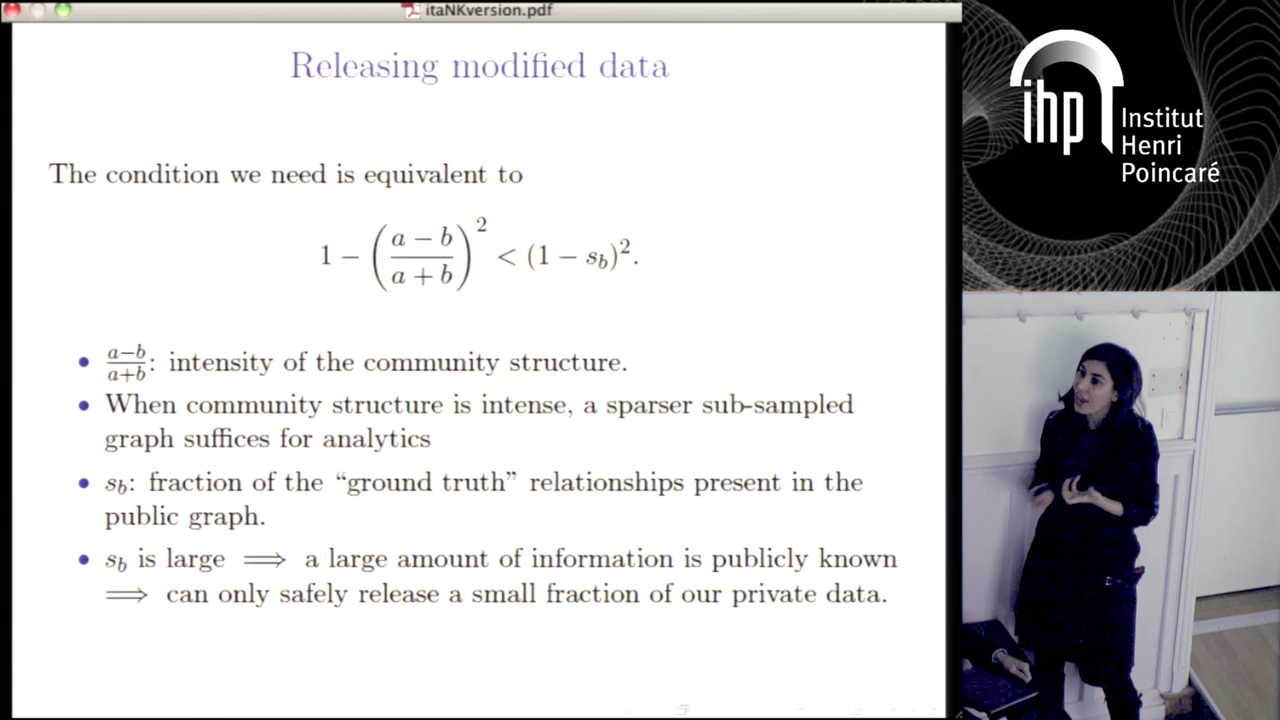 itaNKversion.pdf
Releasing modified data
The condition we need is equivalent to
1 − ( (a − b) / (a + b) )² < (1 − s_b)².
• (a−b)/(a+b): intensity of the community structure.
• When community structure is intense, a sparser sub-sampled
graph suffices for analytics
• s_b: fraction of the “ground truth” relationships present in the
public graph.
• s_b is large ⟹ a large amount of information is publicly known
⟹ can only safely release a small fraction of our private data.
ihp
Institut
Henri
Poincaré